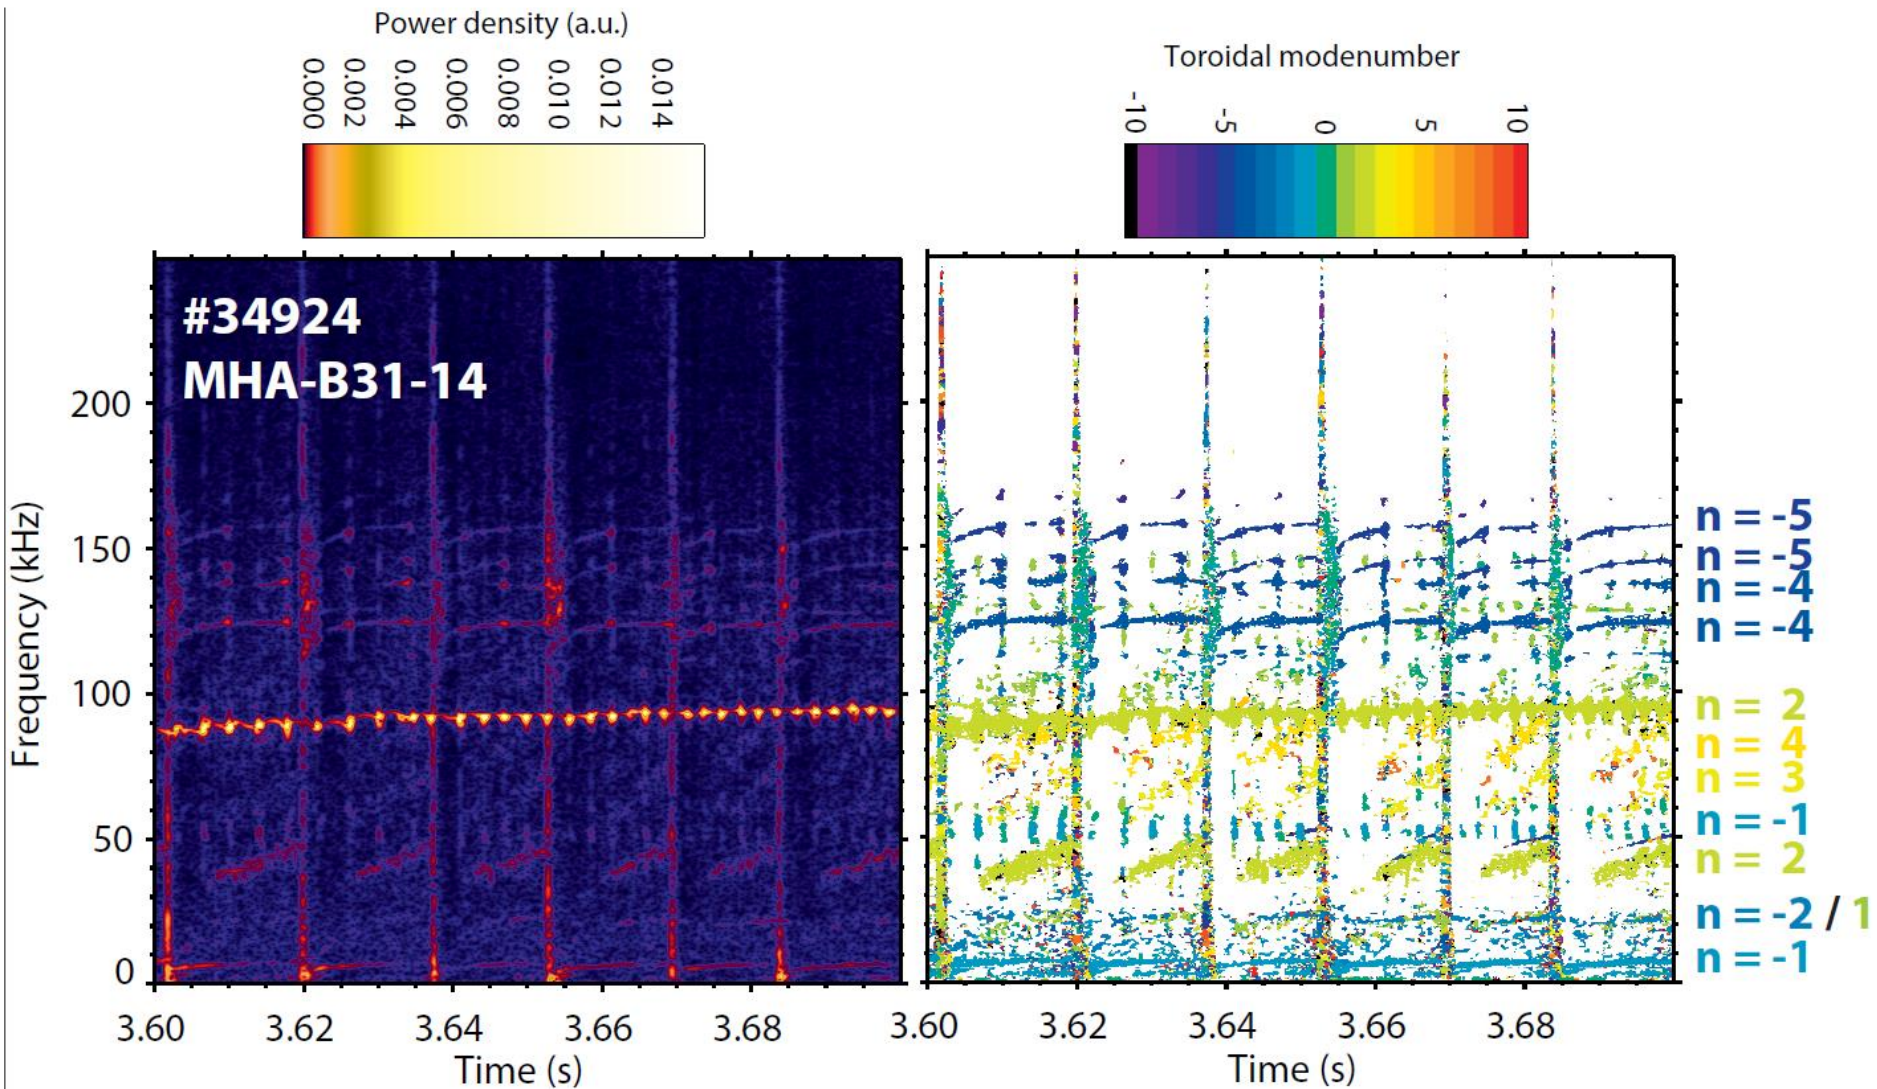 Power density (a.u.)
0.000 0.002 0.004 0.006 0.008 0.010 0.012 0.014
Toroidal modenumber
-10 -5 0 5 10
#34924
MHA-B31-14
Frequency (kHz)
200
150
100
50
0
3.60 3.62 3.64 3.66 3.68
Time (s)
3.60 3.62 3.64 3.66 3.68
Time (s)
n = -5
n = -5
n = -4
n = -4
n = 2
n = 4
n = 3
n = -1
n = 2
n = -2 / 1
n = -1